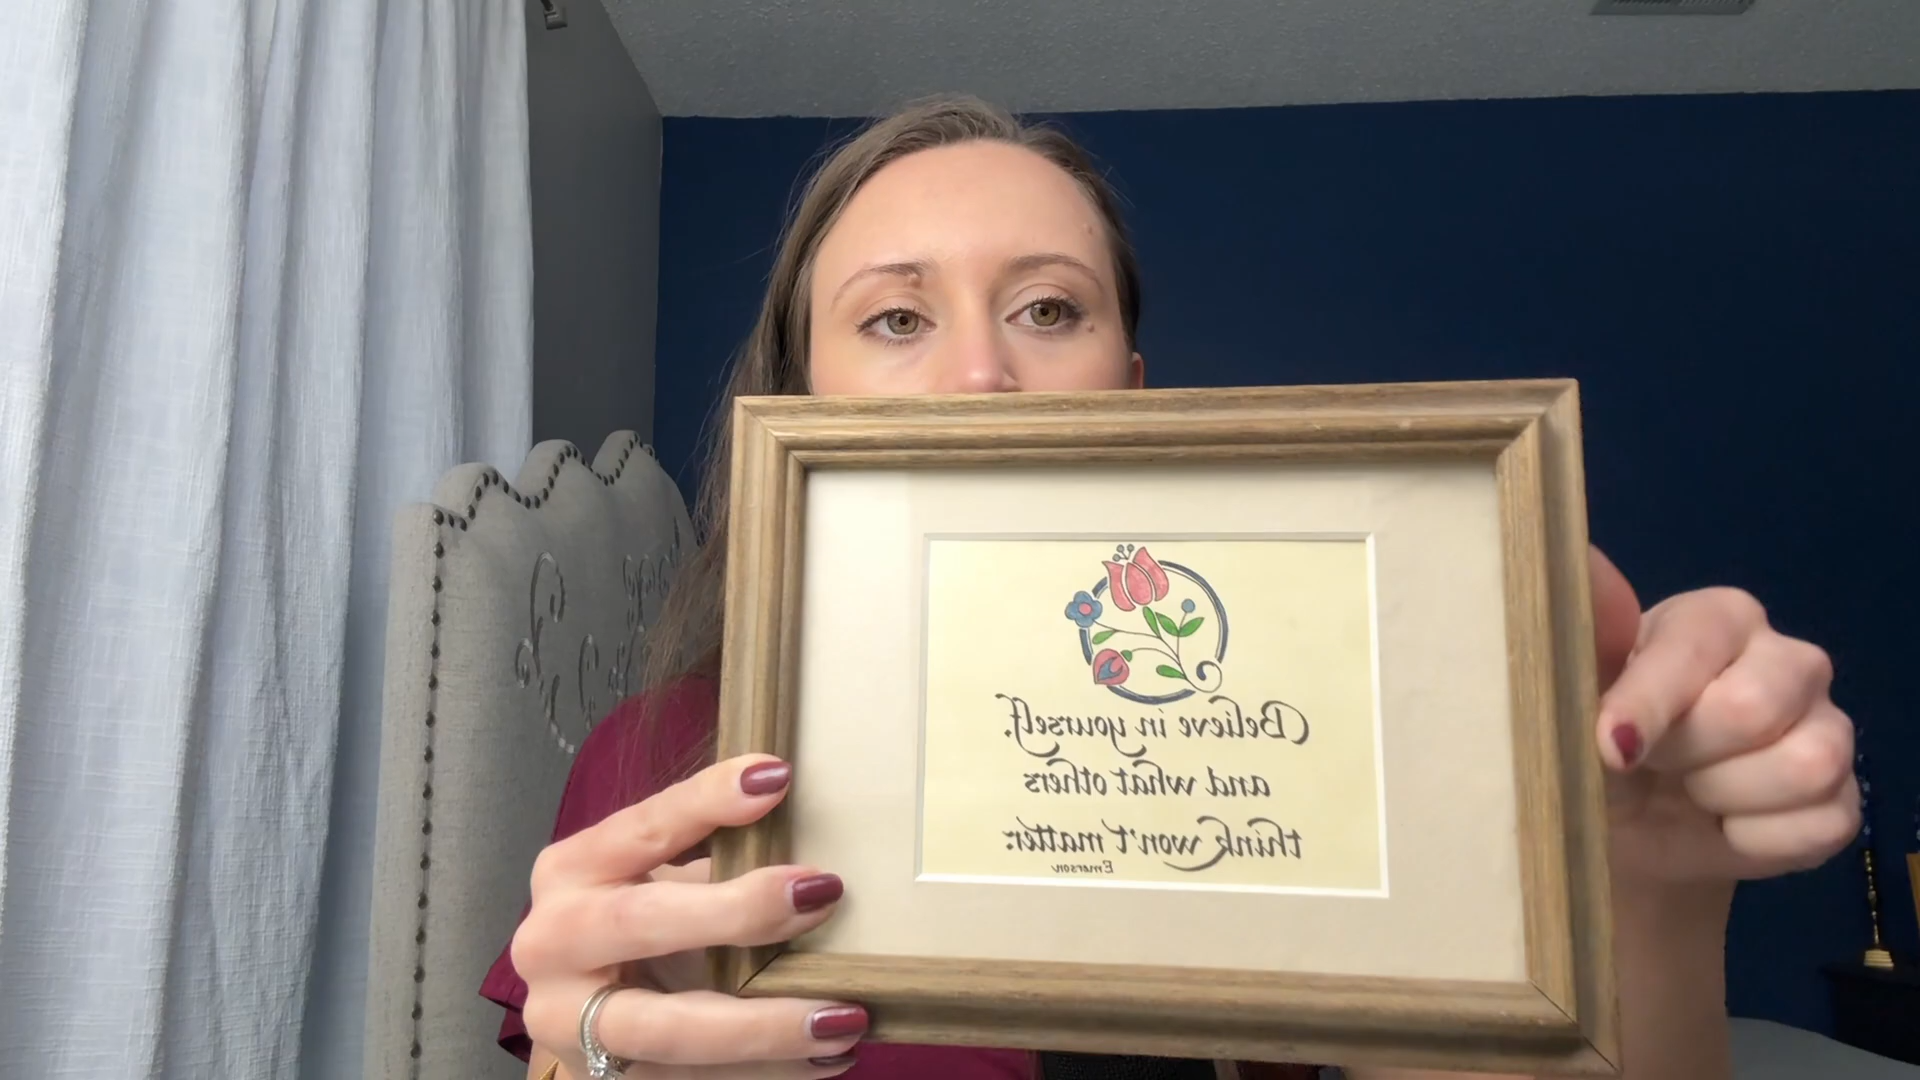 Believe in yourself.
and what others
think won't matter.
Emerson